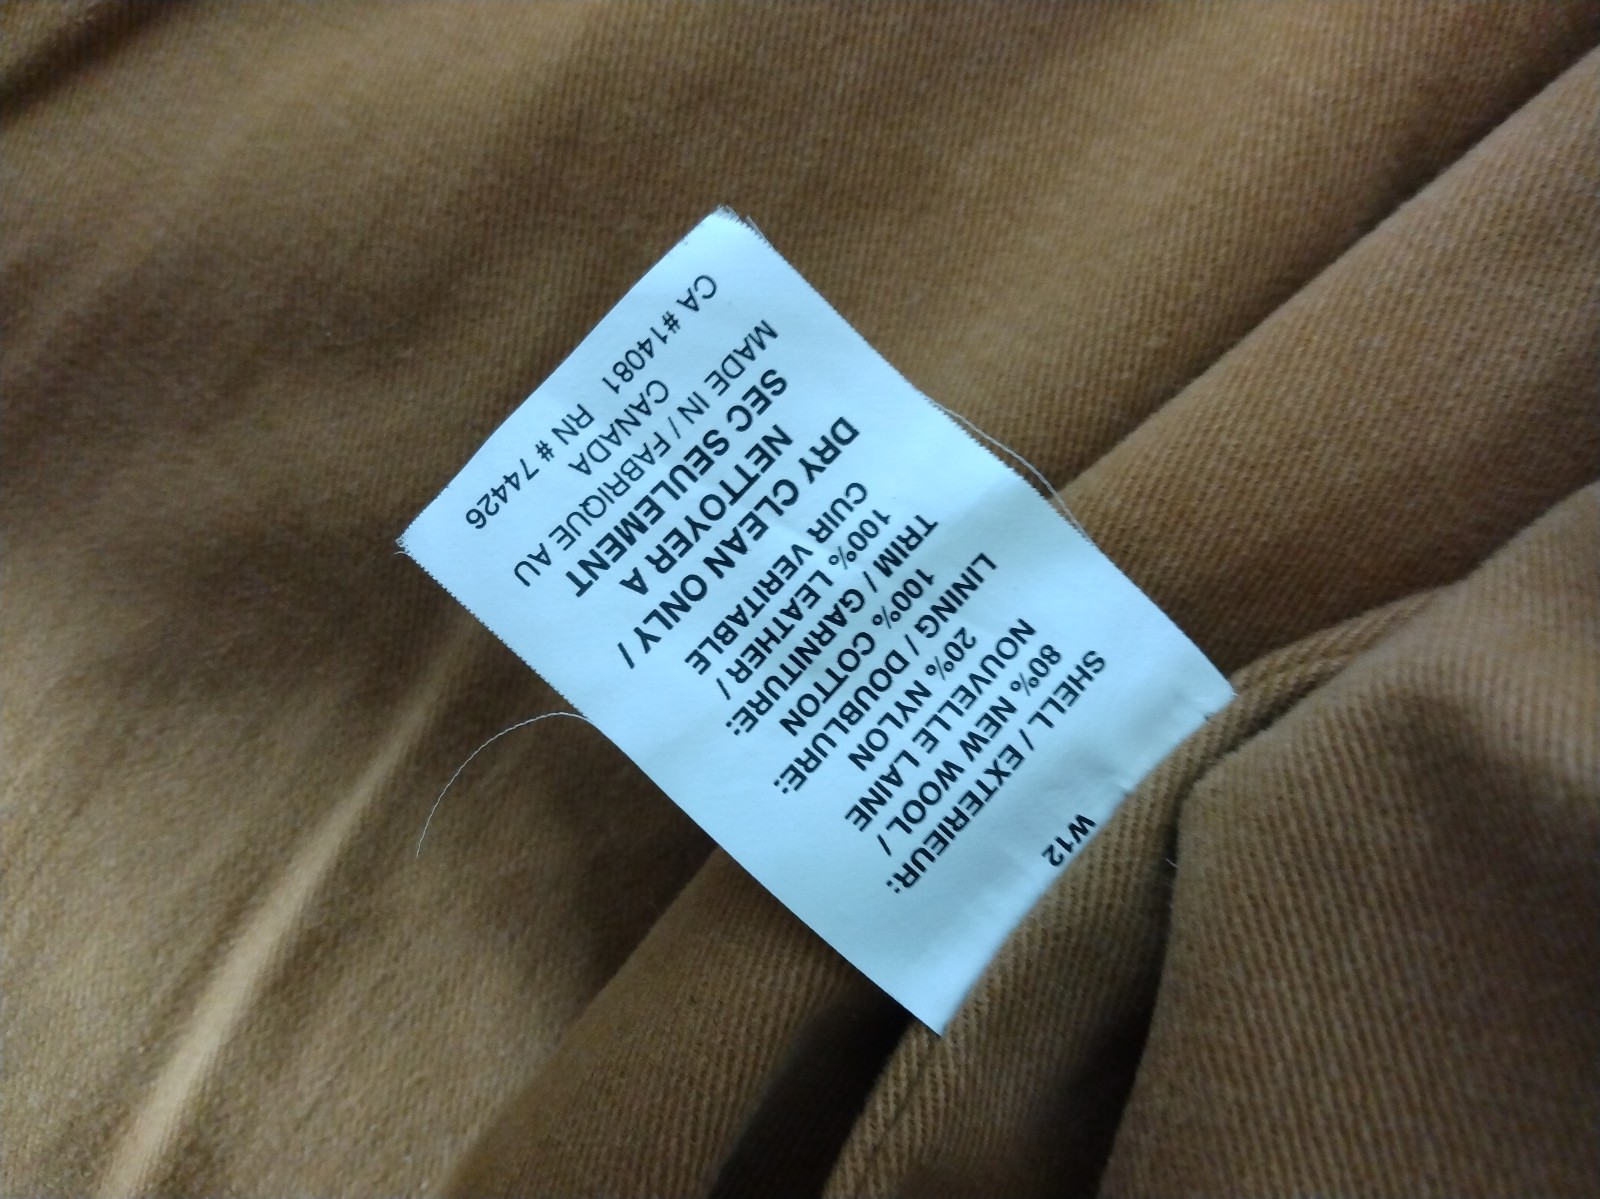 W12
SHELL / EXTERIEUR:
80% NEW WOOL /
NOUVELLE LAINE
20% NYLON
LINING / DOUBLURE:
100% COTTON
TRIM / GARNITURE:
100% LEATHER /
CUIR VERITABLE
DRY CLEAN ONLY /
NETTOYER A
SEC SEULEMENT
MADE IN / FABRIQUE AU
CANADA
CA #14081 RN # 74426